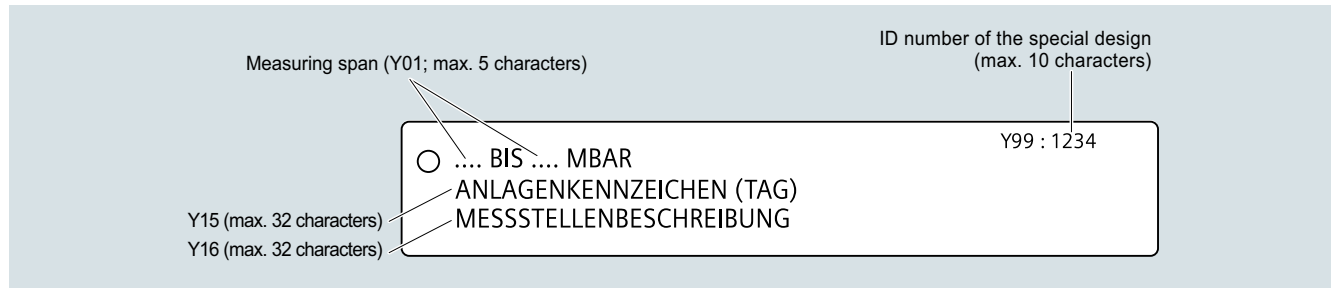 ID number of the special design
(max. 10 characters)
Measuring span (Y01; max. 5 characters)
Y99 : 1234
.... BIS .... MBAR
ANLAGENKENNZEICHEN (TAG)
Y15 (max. 32 characters)
MESSSTELLENBESCHREIBUNG
Y16 (max. 32 characters)